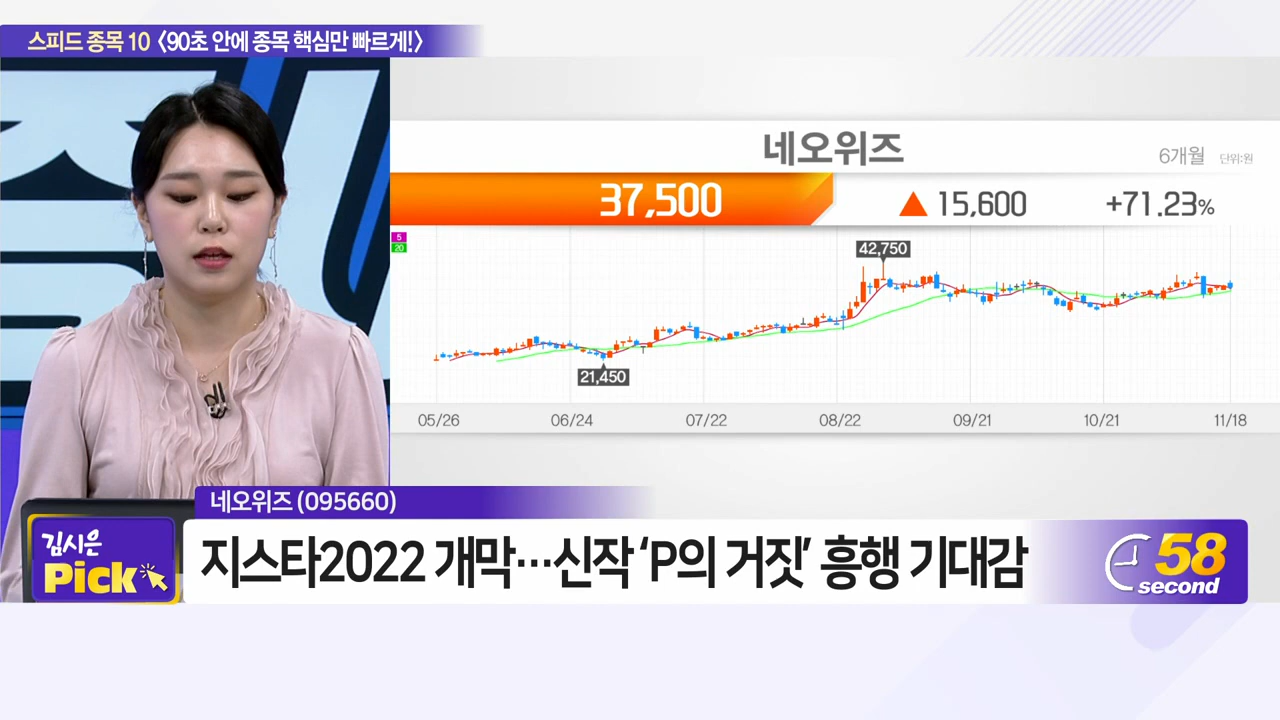 스피드 종목 10 <90초 안에 종목 핵심만 빠르게!>
네오위즈
6개월 단위:원
37,500 ▲ 15,600 +71.23%
5
20
42,750
21,450
05/26 06/24 07/22 08/22 09/21 10/21 11/18
네오위즈 (095660)
김시은
Pick
지스타2022 개막…신작 ‘P의 거짓’ 흥행 기대감
58
second